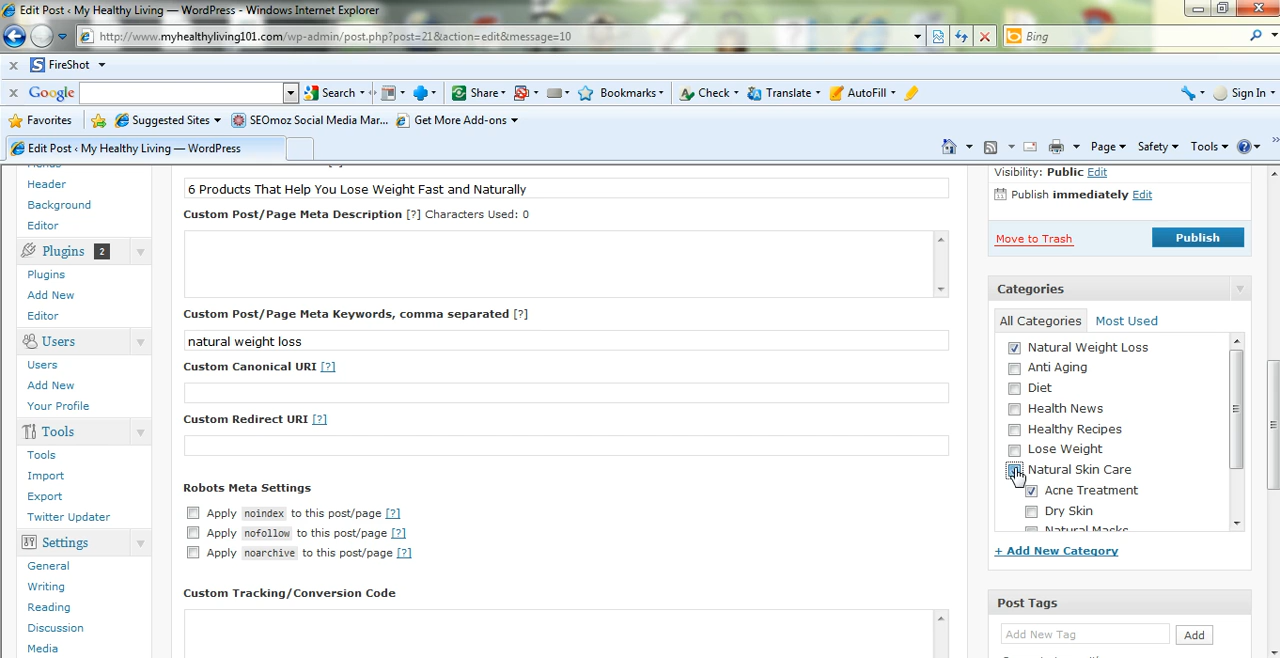 Edit Post ‹ My Healthy Living — WordPress - Windows Internet Explorer
http://www.myhealthyliving101.com/wp-admin/post.php?post=21&action=edit&message=10
Bing
x FireShot
x Google Search Share Bookmarks Check Translate AutoFill Sign In
Favorites Suggested Sites SEOmoz Social Media Mar... Get More Add-ons
Edit Post ‹ My Healthy Living — WordPress
Page Safety Tools
Header
Background
Editor
Plugins 2
Plugins
Add New
Editor
Users
Users
Add New
Your Profile
Tools
Tools
Import
Export
Twitter Updater
Settings
General
Writing
Reading
Discussion
Media
6 Products That Help You Lose Weight Fast and Naturally
Custom Post/Page Meta Description [?] Characters Used: 0
Custom Post/Page Meta Keywords, comma separated [?]
natural weight loss
Custom Canonical URI [?]
Custom Redirect URI [?]
Robots Meta Settings
Apply noindex to this post/page [?]
Apply nofollow to this post/page [?]
Apply noarchive to this post/page [?]
Custom Tracking/Conversion Code
Visibility: Public Edit
Publish immediately Edit
Move to Trash Publish
Categories
All Categories Most Used
Natural Weight Loss
Anti Aging
Diet
Health News
Healthy Recipes
Lose Weight
Natural Skin Care
Acne Treatment
Dry Skin
Natural Masks
+ Add New Category
Post Tags
Add New Tag Add